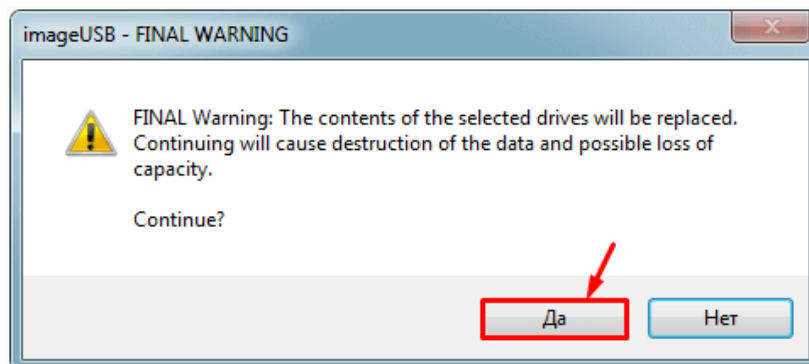 imageUSB - FINAL WARNING
FINAL Warning: The contents of the selected drives will be replaced.
Continuing will cause destruction of the data and possible loss of
capacity.
Continue?
Да
Нет